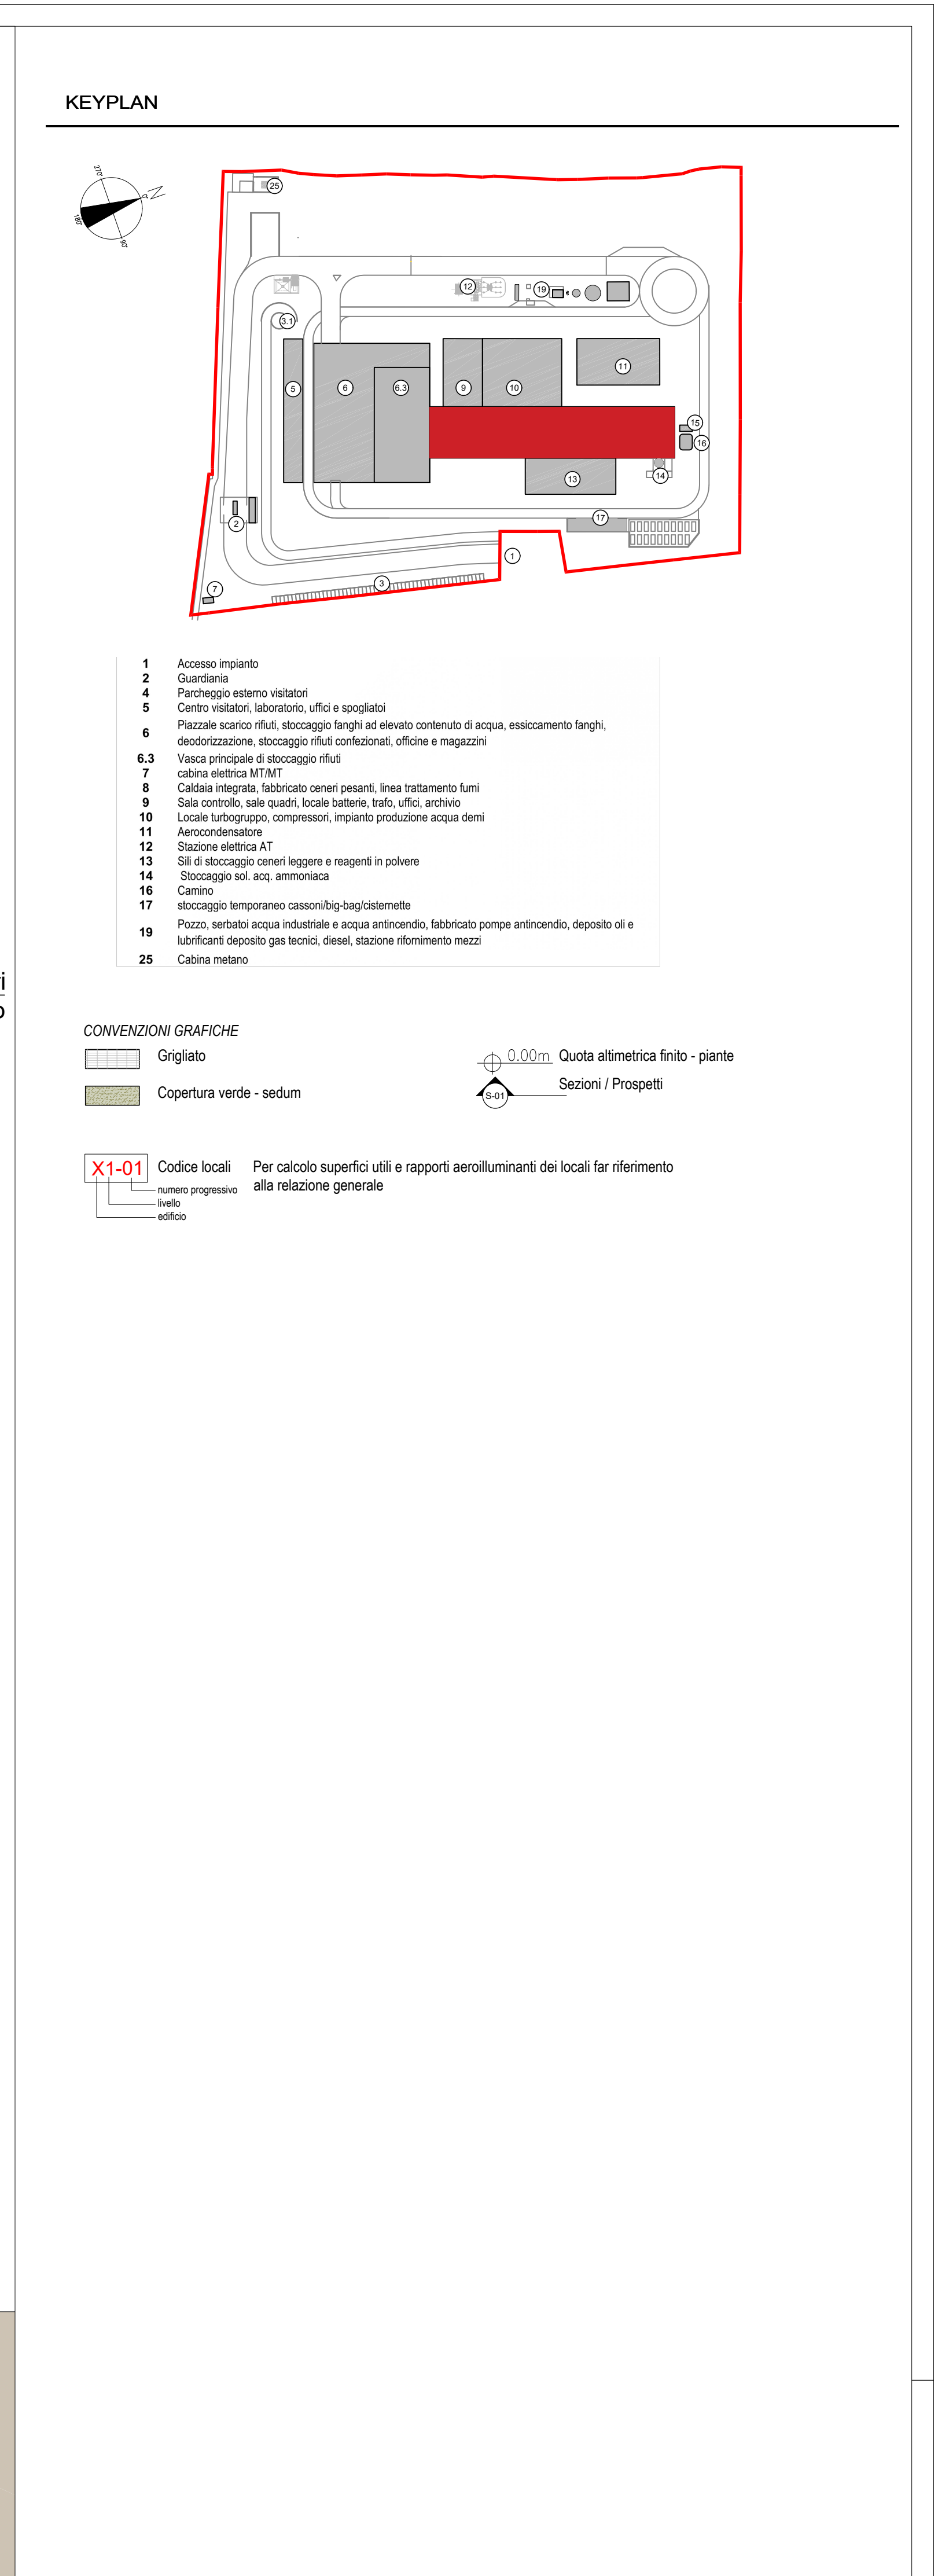 KEYPLAN
270°
N
0°
180°
90°
25
12
19
3.1
5
6
6.3
9
10
11
15
16
14
13
17
2
1
3
7
1 Accesso impianto
2 Guardiania
4 Parcheggio esterno visitatori
5 Centro visitatori, laboratorio, uffici e spogliatoi
6 Piazzale scarico rifiuti, stoccaggio fanghi ad elevato contenuto di acqua, essiccamento fanghi,
deodorizzazione, stoccaggio rifiuti confezionati, officine e magazzini
6.3 Vasca principale di stoccaggio rifiuti
7 cabina elettrica MT/MT
8 Caldaia integrata, fabbricato ceneri pesanti, linea trattamento fumi
9 Sala controllo, sale quadri, locale batterie, trafo, uffici, archivio
10 Locale turbogruppo, compressori, impianto produzione acqua demi
11 Aerocondensatore
12 Stazione elettrica AT
13 Sili di stoccaggio ceneri leggere e reagenti in polvere
14 Stoccaggio sol. acq. ammoniaca
16 Camino
17 stoccaggio temporaneo cassoni/big-bag/cisternette
19 Pozzo, serbatoi acqua industriale e acqua antincendio, fabbricato pompe antincendio, deposito oli e
lubrificanti deposito gas tecnici, diesel, stazione rifornimento mezzi
25 Cabina metano
CONVENZIONI GRAFICHE
Grigliato
0.00m Quota altimetrica finito - piante
Copertura verde - sedum
S-01 Sezioni / Prospetti
X1-01 Codice locali
numero progressivo
livello
edificio
Per calcolo superfici utili e rapporti aeroilluminanti dei locali far riferimento
alla relazione generale